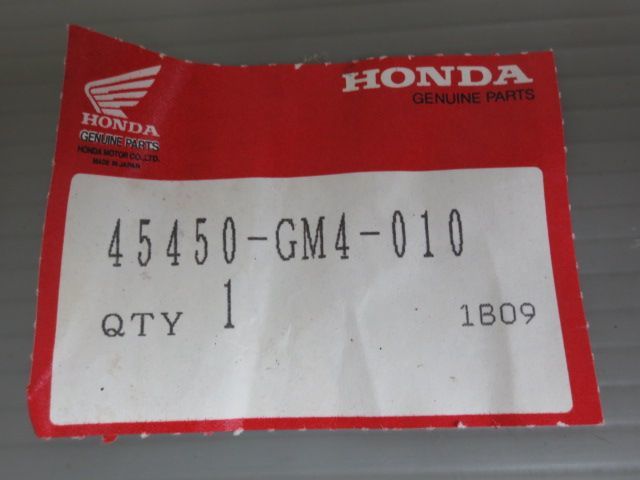 HONDA
GENUINE PARTS
HONDA
GENUINE PARTS
HONDA MOTOR CO.,LTD.
MADE IN JAPAN
45450-GM4-010
QTY 1
1B09